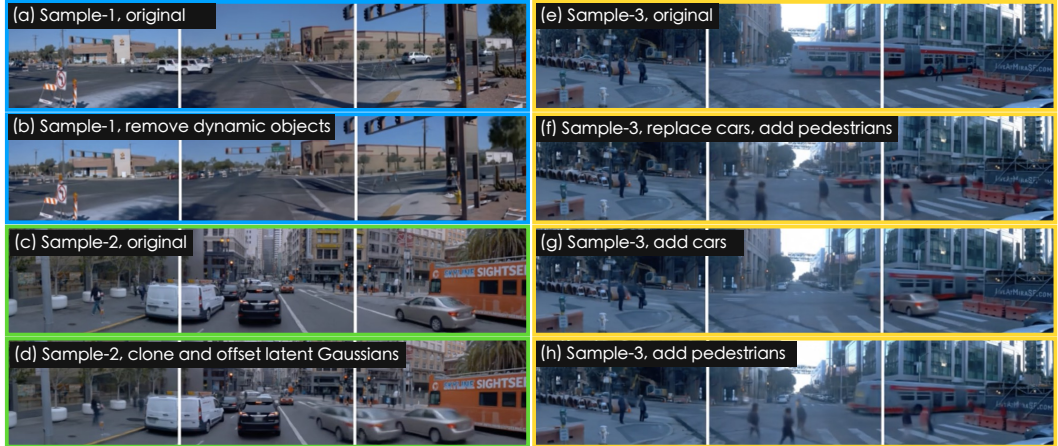 (a) Sample-1, original
(b) Sample-1, remove dynamic objects
(c) Sample-2, original
SIGHTSE
(d) Sample-2, clone and offset latent Gaussians
SIGHTSE
(e) Sample-3, original
(f) Sample-3, replace cars, add pedestrians
(g) Sample-3, add cars
(h) Sample-3, add pedestrians